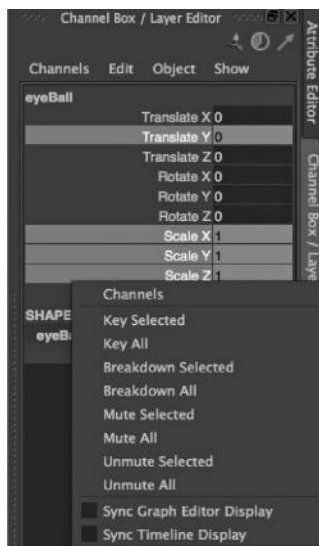 Channel Box / Layer Editor
Channels Edit Object Show
eyeBall
Translate X 0
Translate Y 0
Translate Z 0
Rotate X 0
Rotate Y 0
Rotate Z 0
Scale X 1
Scale Y 1
Scale Z 1
SHAPE
eyeBa
Channels
Key Selected
Key All
Breakdown Selected
Breakdown All
Mute Selected
Mute All
Unmute Selected
Unmute All
Sync Graph Editor Display
Sync Timeline Display
Attribute Editor
Channel Box / Laye